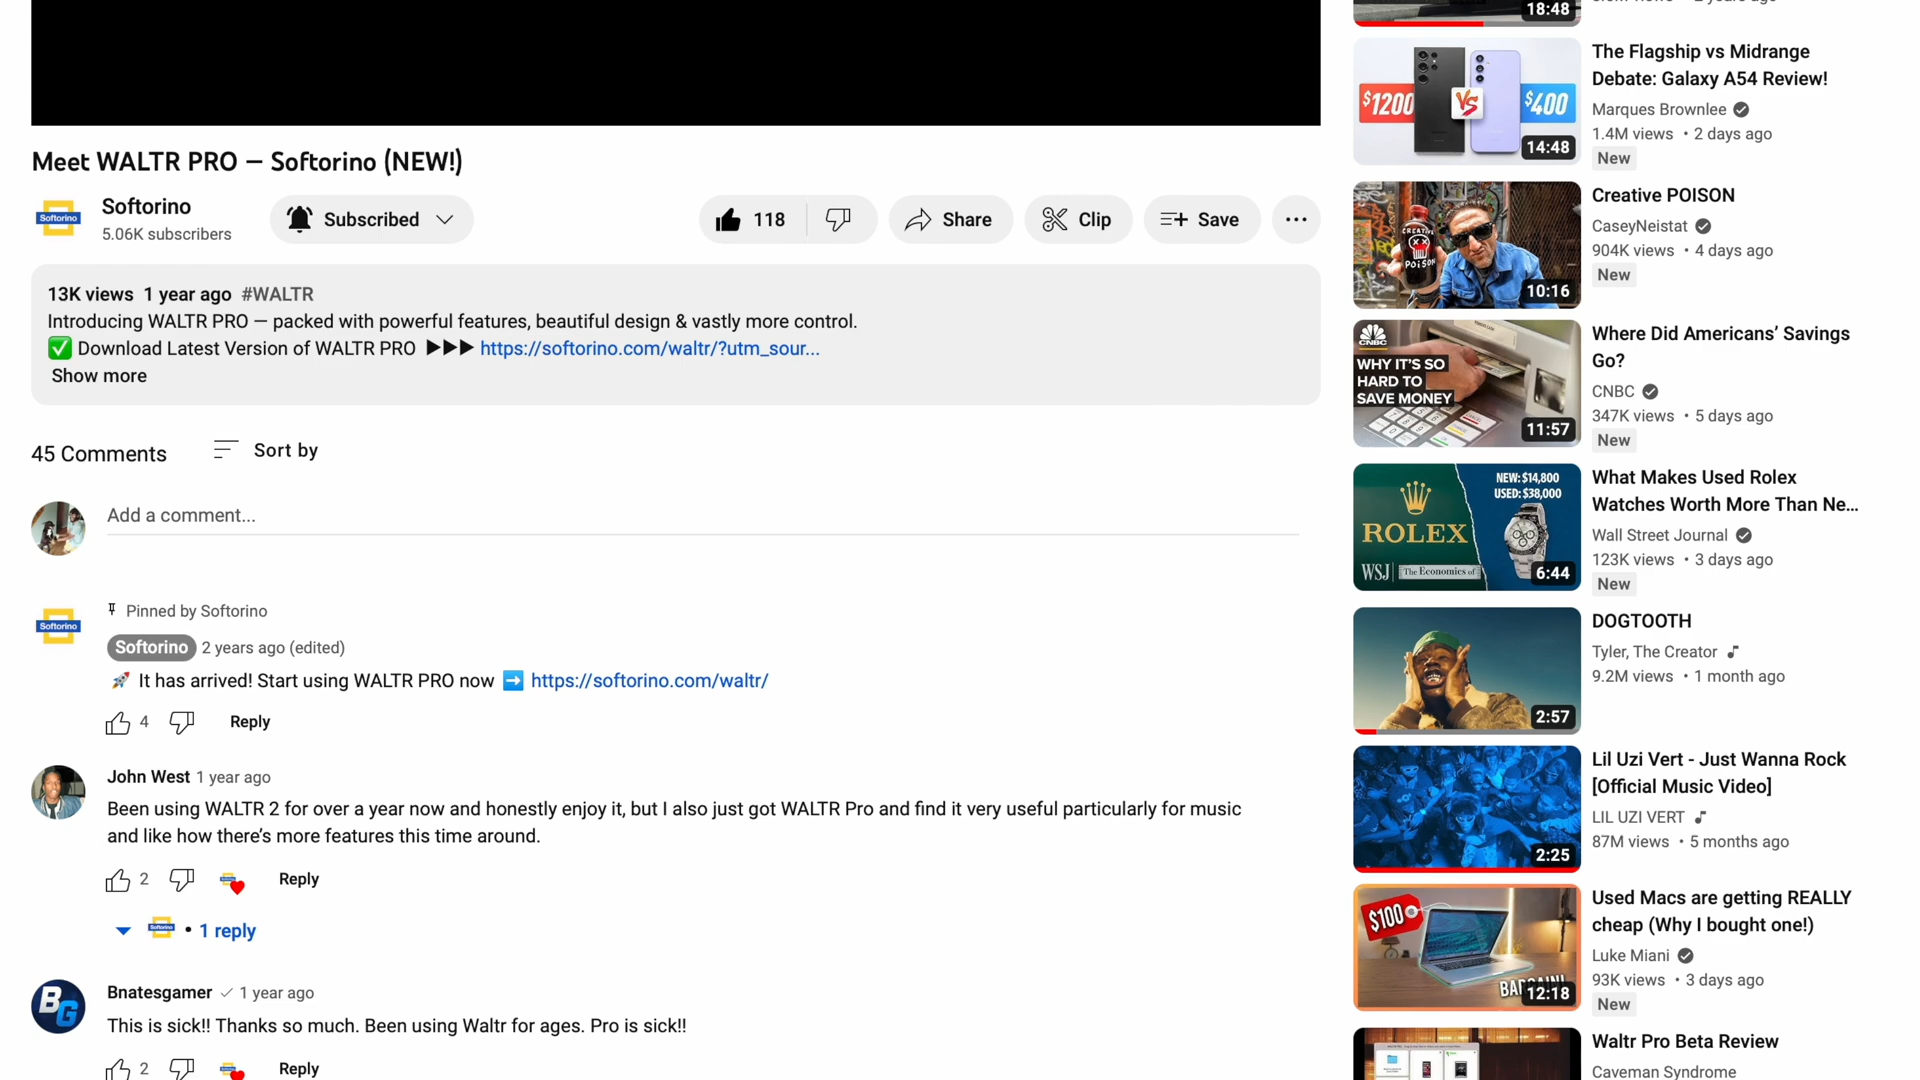 Meet WALTR PRO — Softorino (NEW!)
Softorino
Softorino
5.06K subscribers
Subscribed
118
Share
Clip
Save
13K views 1 year ago #WALTR
Introducing WALTR PRO — packed with powerful features, beautiful design & vastly more control.
✅ Download Latest Version of WALTR PRO ▶▶▶ https://softorino.com/waltr/?utm_sour...
Show more
45 Comments
Sort by
Add a comment...
Softorino
Pinned by Softorino
Softorino 2 years ago (edited)
🚀 It has arrived! Start using WALTR PRO now ➡️ https://softorino.com/waltr/
4
Reply
John West 1 year ago
Been using WALTR 2 for over a year now and honestly enjoy it, but I also just got WALTR Pro and find it very useful particularly for music
and like how there's more features this time around.
2
Reply
Softorino
• 1 reply
BG
Bnatesgamer ✓ 1 year ago
This is sick!! Thanks so much. Been using Waltr for ages. Pro is sick!!
2
Reply
18:48
$1200
VS
$400
14:48
The Flagship vs Midrange
Debate: Galaxy A54 Review!
Marques Brownlee
1.4M views • 2 days ago
New
CREATIVE
POISON
10:16
Creative POISON
CaseyNeistat
904K views • 4 days ago
New
CNBC
WHY IT'S SO
HARD TO
SAVE MONEY
11:57
Where Did Americans' Savings
Go?
CNBC
347K views • 5 days ago
New
NEW: $14,800
USED: $38,000
ROLEX
WSJ | The Economics of
6:44
What Makes Used Rolex
Watches Worth More Than Ne...
Wall Street Journal
123K views • 3 days ago
New
2:57
DOGTOOTH
Tyler, The Creator
9.2M views • 1 month ago
2:25
Lil Uzi Vert - Just Wanna Rock
[Official Music Video]
LIL UZI VERT
87M views • 5 months ago
$100
12:18
Used Macs are getting REALLY
cheap (Why I bought one!)
Luke Miani
93K views • 3 days ago
New
Waltr Pro Beta Review
Caveman Syndrome